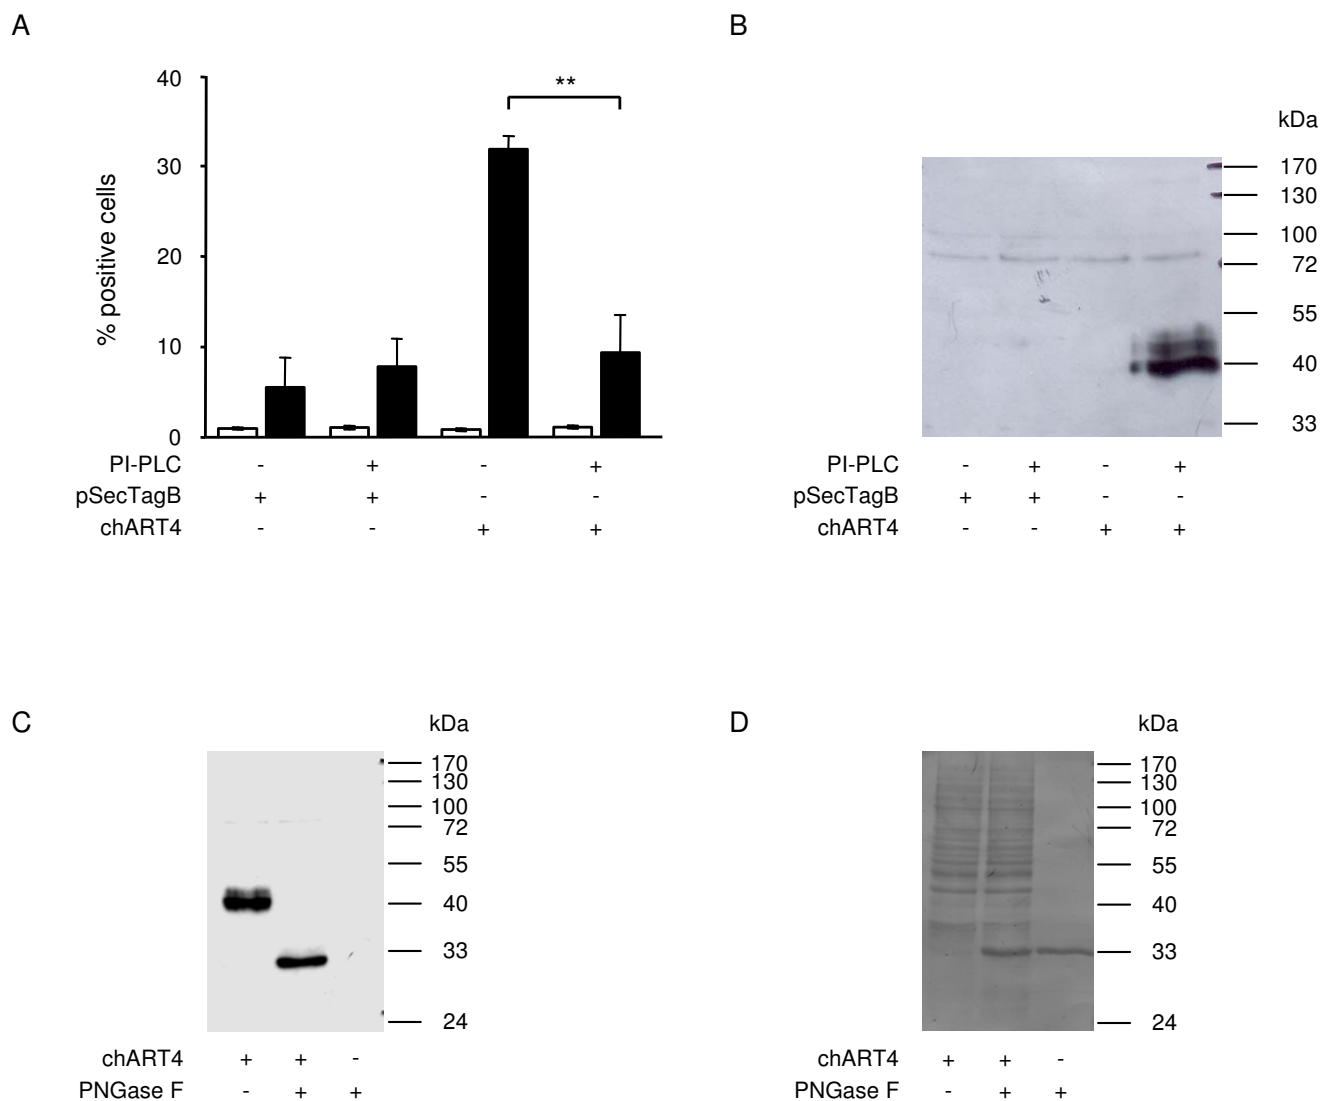 A
% positive cells
40
30
20
10
0
**
PI-PLC - + - +
pSecTagB + + - -
chART4 - - + +
B
kDa
170
130
100
72
55
40
33
PI-PLC - + - +
pSecTagB + + - -
chART4 - - + +
C
kDa
170
130
100
72
55
40
33
24
chART4 + + -
PNGase F - + +
D
kDa
170
130
100
72
55
40
33
24
chART4 + + -
PNGase F - + +